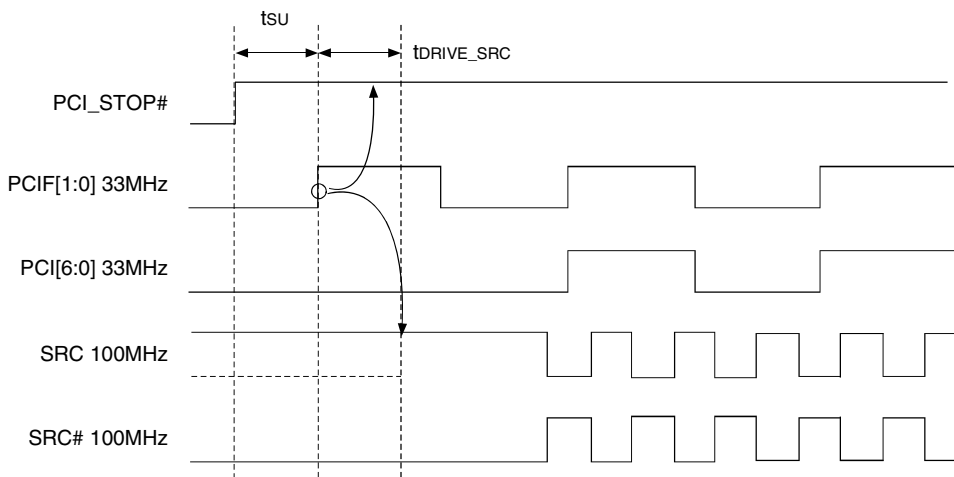 tSU
tDRIVE_SRC
PCI_STOP#
PCIF[1:0] 33MHz
PCI[6:0] 33MHz
SRC 100MHz
SRC# 100MHz